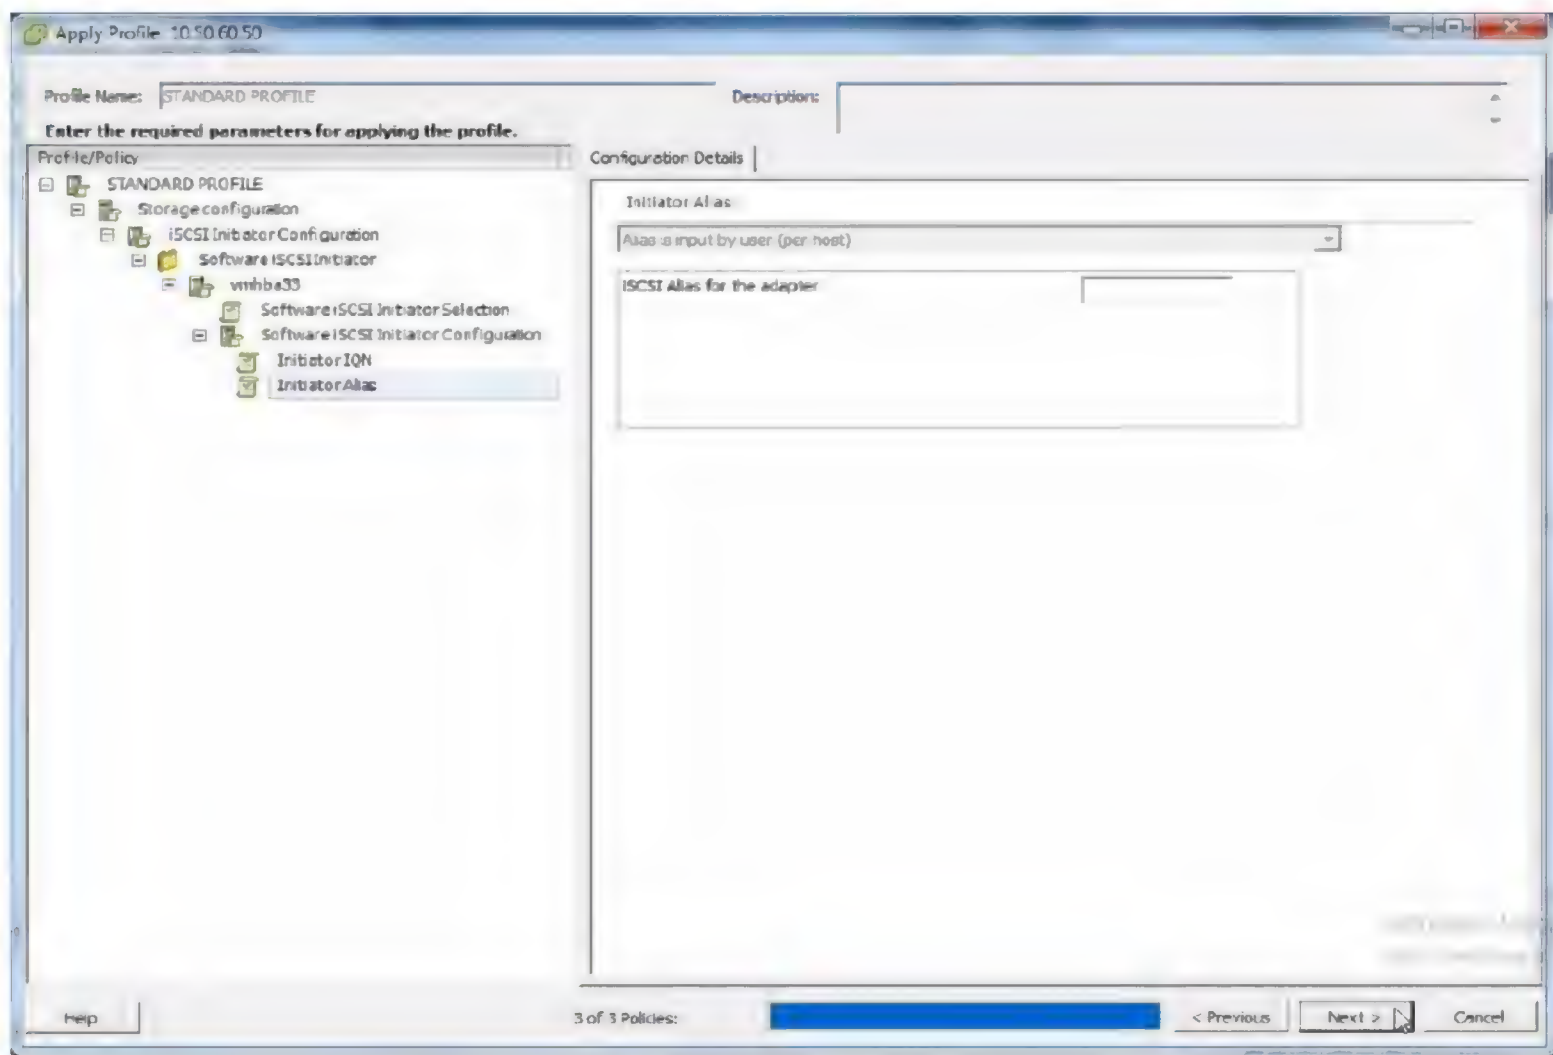 Apply Profile 10.50.60.50
Profile Name: STANDARD PROFILE Description:
Enter the required parameters for applying the profile.
Profile/Policy
Configuration Details
STANDARD PROFILE
Storage configuration
iSCSI Initiator Configuration
Software iSCSI Initiator
vmhba33
Software iSCSI Initiator Selection
Software iSCSI Initiator Configuration
Initiator IQN
Initiator Alias
Initiator Alias
Alias is input by user (per host)
iSCSI Alias for the adapter
Help
3 of 3 Policies:
< Previous
Next >
Cancel